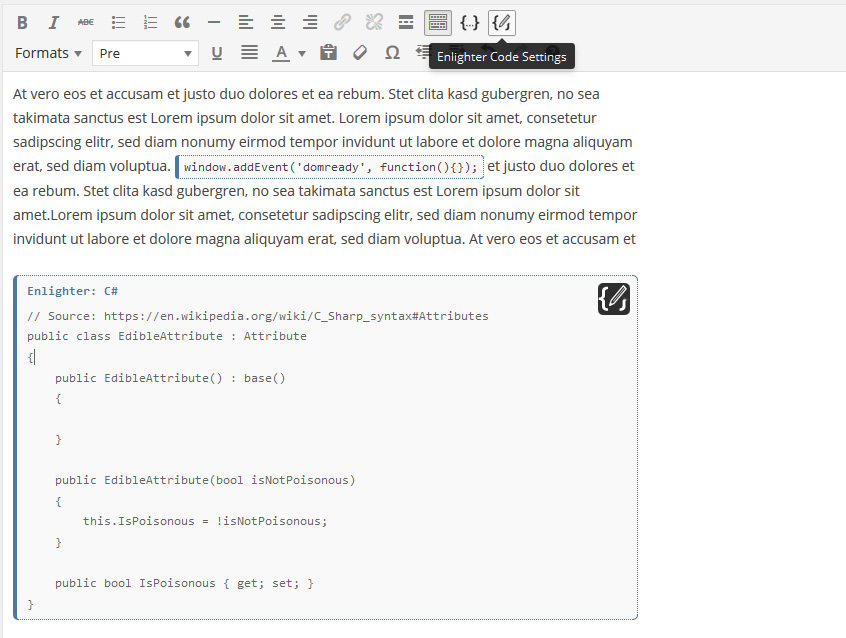 B I ABC
Formats Pre U A Ω
Enlighter Code Settings
At vero eos et accusam et justo duo dolores et ea rebum. Stet clita kasd gubergren, no sea
takimata sanctus est Lorem ipsum dolor sit amet. Lorem ipsum dolor sit amet, consetetur
sadipscing elitr, sed diam nonumy eirmod tempor invidunt ut labore et dolore magna aliquyam
erat, sed diam voluptua. window.addEvent('domready', function(){}); et justo duo dolores et
ea rebum. Stet clita kasd gubergren, no sea takimata sanctus est Lorem ipsum dolor sit
amet.Lorem ipsum dolor sit amet, consetetur sadipscing elitr, sed diam nonumy eirmod tempor
invidunt ut labore et dolore magna aliquyam erat, sed diam voluptua. At vero eos et accusam et
Enlighter: C#
// Source: https://en.wikipedia.org/wiki/C_Sharp_syntax#Attributes
public class EdibleAttribute : Attribute
{
    public EdibleAttribute() : base()
    {
    }
    public EdibleAttribute(bool isNotPoisonous)
    {
        this.IsPoisonous = !isNotPoisonous;
    }
    public bool IsPoisonous { get; set; }
}